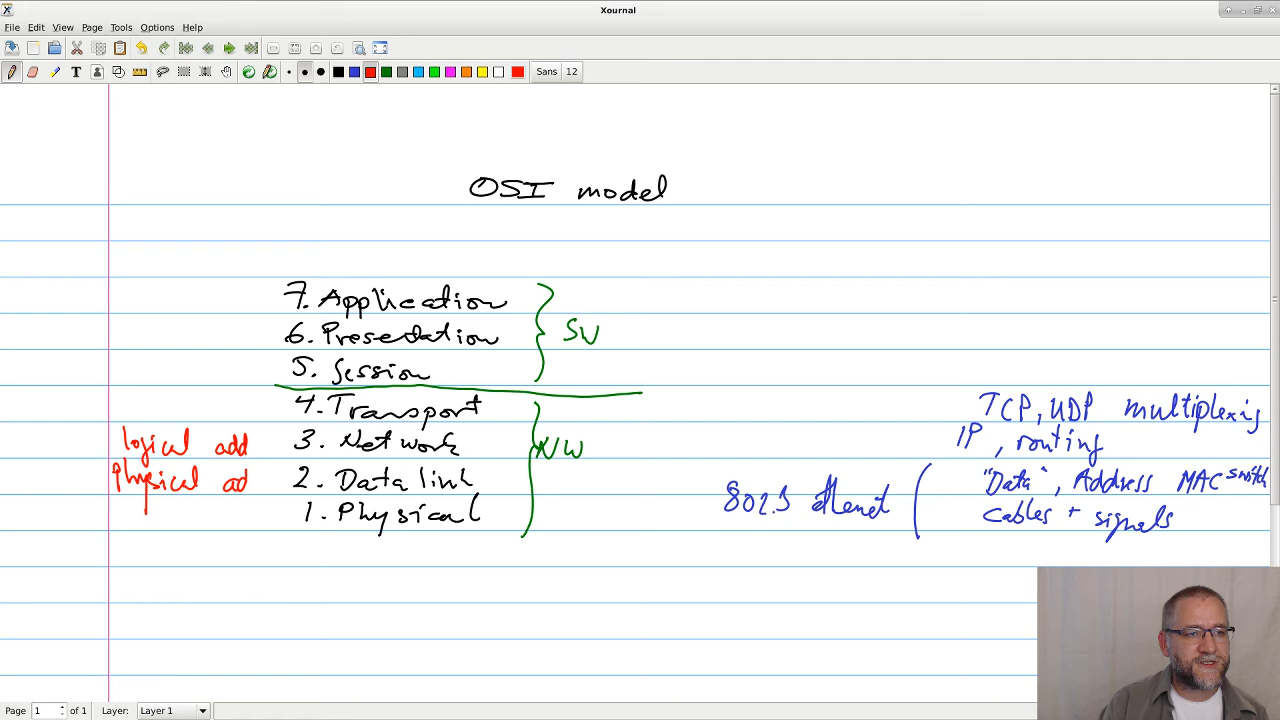 Xournal
File Edit View Page Tools Options Help
Sans 12
OSI model
7. Application
6. Presentation
5. Session
SW
4. Transport
3. Network
2. Data link
1. Physical
NW
logical add
Physical ad
TCP, UDP multiplexing
IP, routing
"Data", Address MAC switch
cables + signals
802.3 ethernet
Page 1 of 1 Layer: Layer 1